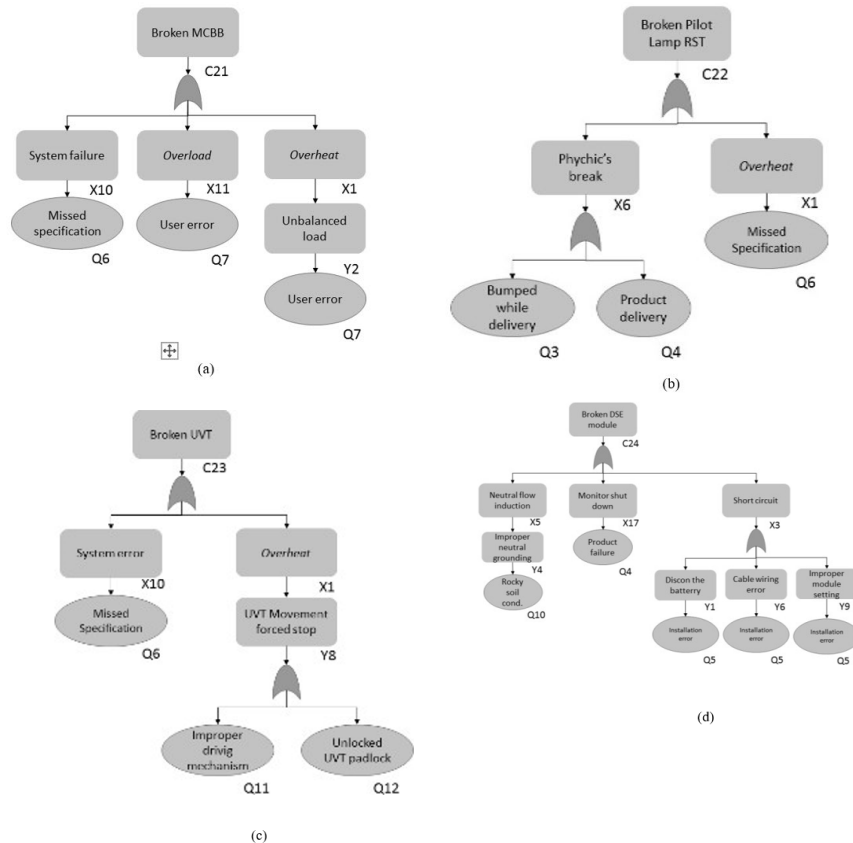 Broken MCBB
C21
System failure
X10
Overload
X11
Overheat
X1
Missed
specification
Q6
User error
Q7
Unbalanced
load
Y2
User error
Q7
(a)
Broken Pilot
Lamp RST
C22
Phychic's
break
X6
Overheat
X1
Missed
Specification
Q6
Bumped
while
delivery
Q3
Product
delivery
Q4
(b)
Broken UVT
C23
System error
X10
Overheat
X1
Missed
Specification
Q6
UVT Movement
forced stop
Y8
Improper
drivig
mechanism
Q11
Unlocked
UVT padlock
Q12
(c)
Broken DSE
module
C24
Neutral flow
induction
X5
Monitor shut
down
X17
Short circuit
X3
Improper
neutral
grounding
Y4
Product
failure
Q4
Rocky
soil
cond.
Q10
Discon the
batterry
Y1
Cable wiring
error
Y6
Improper
module
setting
Y9
Installation
error
Q5
Installation
error
Q5
Installation
error
Q5
(d)